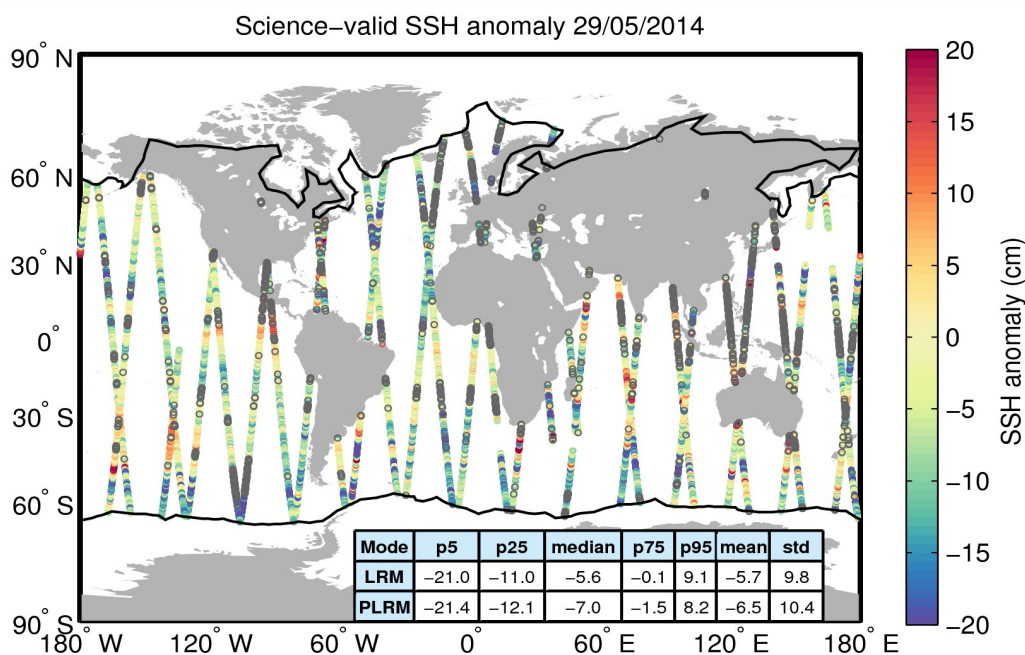 Science−valid SSH anomaly 29/05/2014
90° N
60° N
30° N
0°
30° S
60° S
90° S
180° W
120° W
60° W
0°
60° E
120° E
180° E
Mode p5 p25 median p75 p95 mean std
LRM −21.0 −11.0 −5.6 −0.1 9.1 −5.7 9.8
PLRM −21.4 −12.1 −7.0 −1.5 8.2 −6.5 10.4
20
15
10
5
0
−5
−10
−15
−20
SSH anomaly (cm)